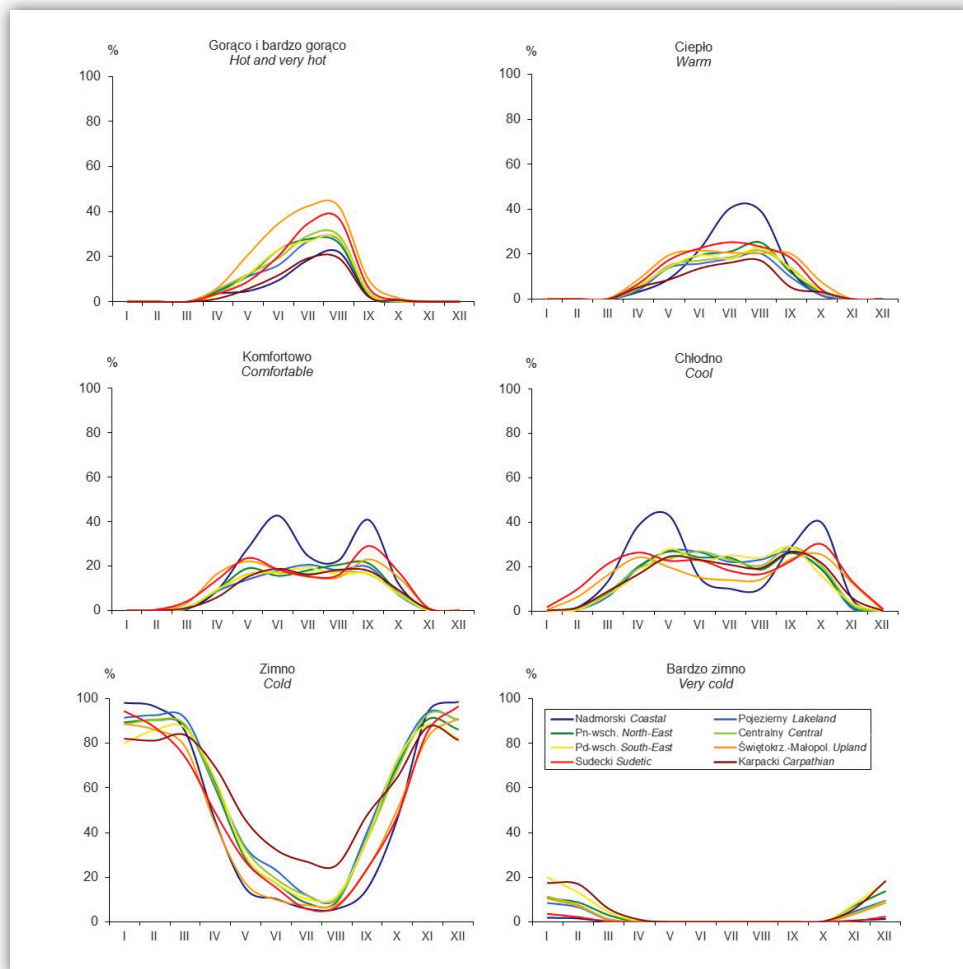 Gorąco i bardzo gorąco
Hot and very hot
%
100
80
60
40
20
0
I II III IV V VI VII VIII IX X XI XII
Ciepło
Warm
%
100
80
60
40
20
0
I II III IV V VI VII VIII IX X XI XII
Komfortowo
Comfortable
%
100
80
60
40
20
0
I II III IV V VI VII VIII IX X XI XII
Chłodno
Cool
%
100
80
60
40
20
0
I II III IV V VI VII VIII IX X XI XII
Zimno
Cold
%
100
80
60
40
20
0
I II III IV V VI VII VIII IX X XI XII
Bardzo zimno
Very cold
%
100
80
60
40
20
0
Nadmorski Coastal Pojezierny Lakeland
Pn-wsch. North-East Centralny Central
Pd-wsch. South-East Świętokrz.-Małopol. Upland
Sudecki Sudetic Karpacki Carpathian
I II III IV V VI VII VIII IX X XI XII